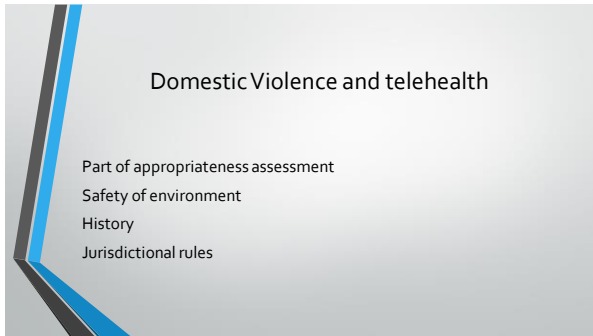 Domestic Violence and telehealth
Part of appropriateness assessment
Safety of environment
History
Jurisdictional rules